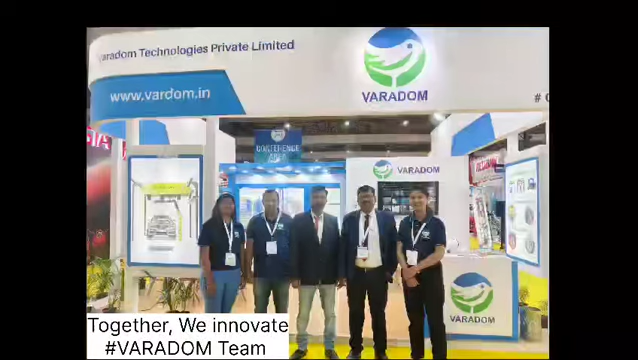 Varadom Technologies Private Limited
www.vardom.in
VARADOM
#
CONFERENCE
AREA
VARADOM
VARADOM
Together, We innovate
#VARADOM Team